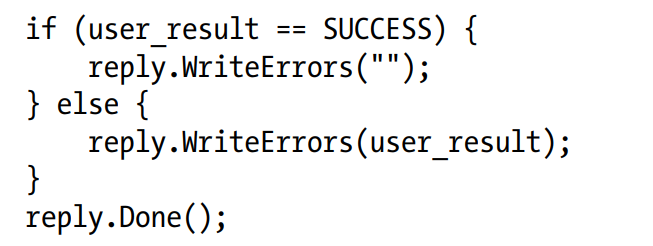 if (user_result == SUCCESS) {
    reply.WriteErrors("");
} else {
    reply.WriteErrors(user_result);
}
reply.Done();